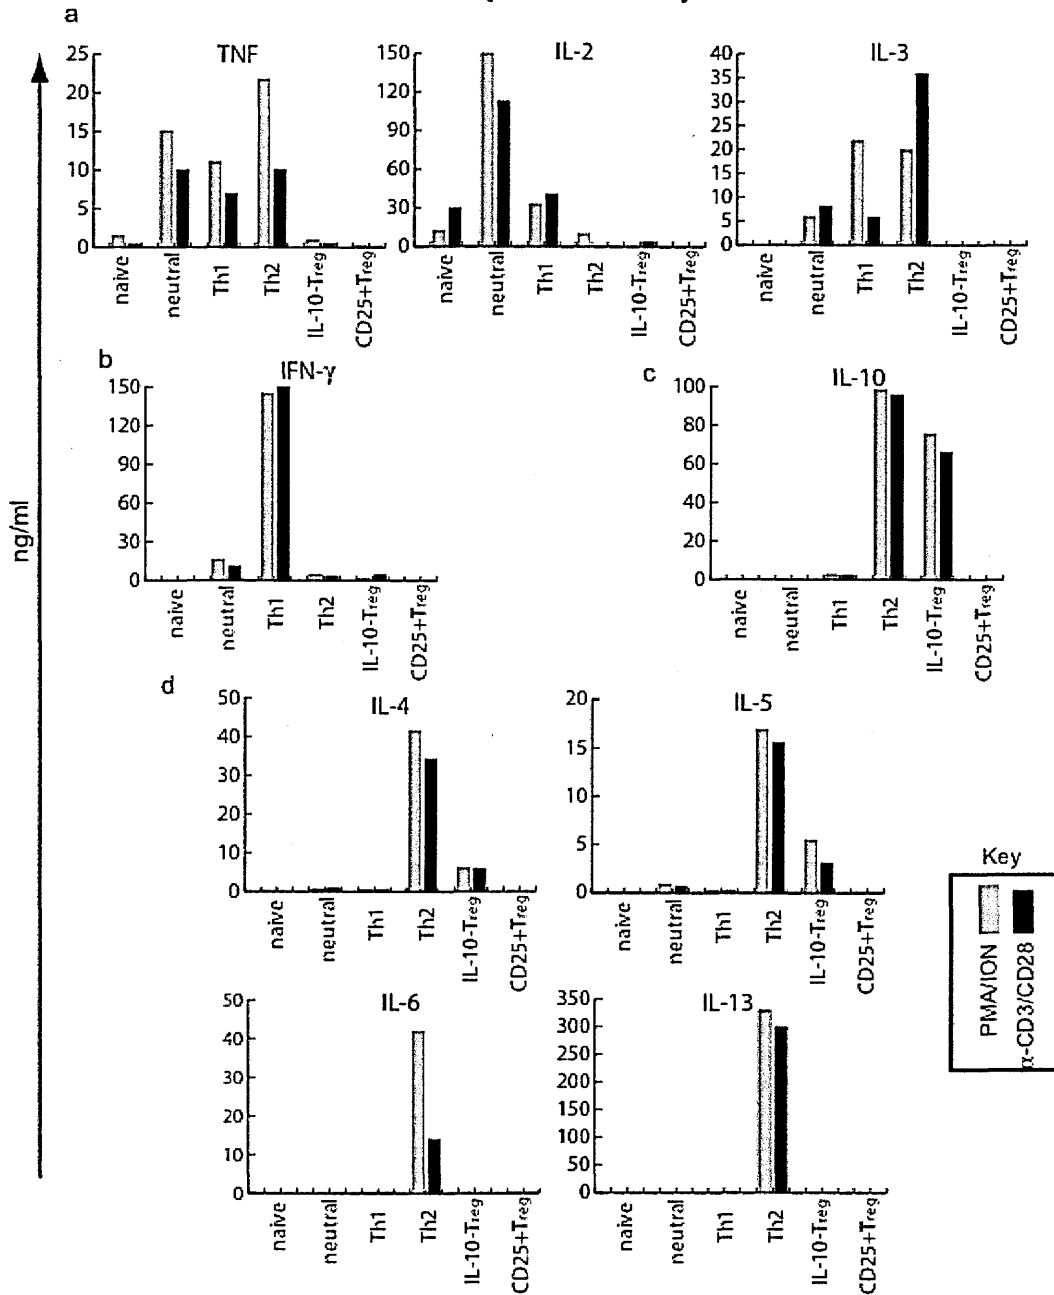 a
TNF
25
20
15
10
5
0
naive
neutral
Th1
Th2
IL-10-Treg
CD25+Treg
IL-2
150
120
90
60
30
0
naive
neutral
Th1
Th2
IL-10-Treg
CD25+Treg
IL-3
40
35
30
25
20
15
10
5
0
naive
neutral
Th1
Th2
IL-10-Treg
CD25+Treg
ng/ml
b
IFN-γ
150
120
90
60
30
0
naive
neutral
Th1
Th2
IL-10-Treg
CD25+Treg
c
IL-10
100
80
60
40
20
0
naive
neutral
Th1
Th2
IL-10-Treg
CD25+Treg
d
IL-4
50
40
30
20
10
0
naive
neutral
Th1
Th2
IL-10-Treg
CD25+Treg
IL-5
20
15
10
5
0
naive
neutral
Th1
Th2
IL-10-Treg
CD25+Treg
Key
PMA/ION
α-CD3/CD28
IL-6
50
40
30
20
10
0
naive
neutral
Th1
Th2
IL-10-Treg
CD25+Treg
IL-13
350
300
250
200
150
100
50
0
naive
neutral
Th1
Th2
IL-10-Treg
CD25+Treg